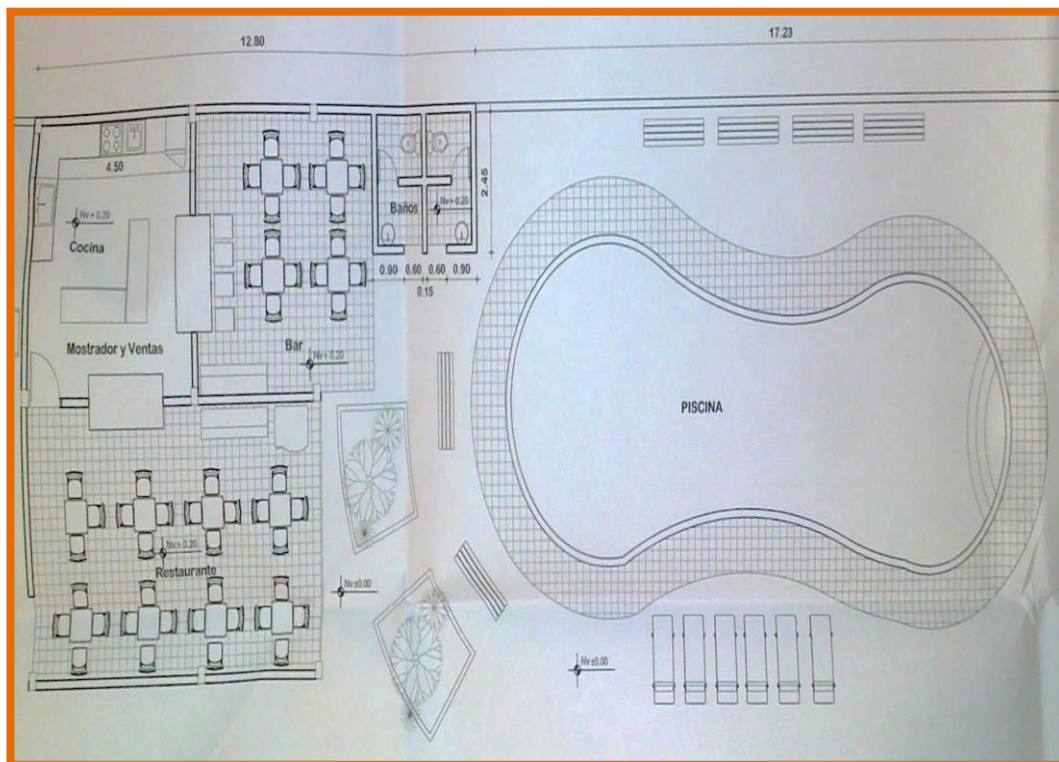 12.80
17.23
4.50
2.45
Baños
Nv + 0.20
Nv + 0.20
Cocina
0.90 0.60 0.60 0.90
0.15
Mostrador y Ventas
Bar
Nv + 0.20
PISCINA
Nv + 0.20
Restaurante
Nv ±0.00
Nv ±0.00